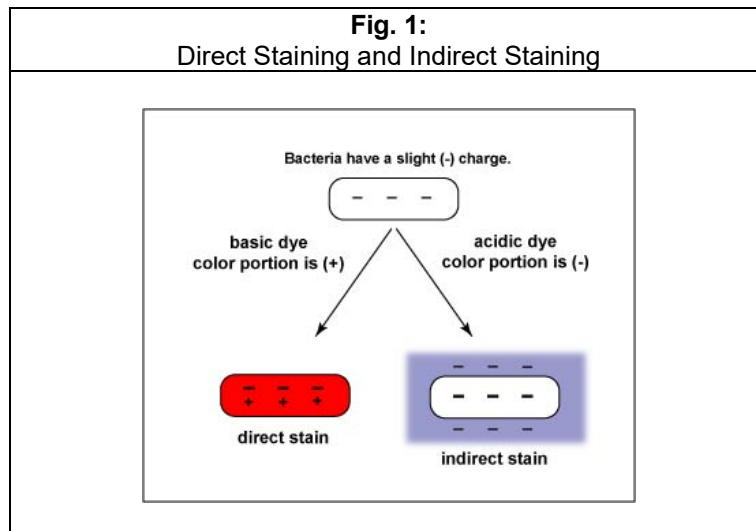 Fig. 1:
Direct Staining and Indirect Staining
Bacteria have a slight (-) charge.
− − −
basic dye
color portion is (+)
acidic dye
color portion is (-)
− − −
+ + +
direct stain
− − −
− − −
− − −
indirect stain